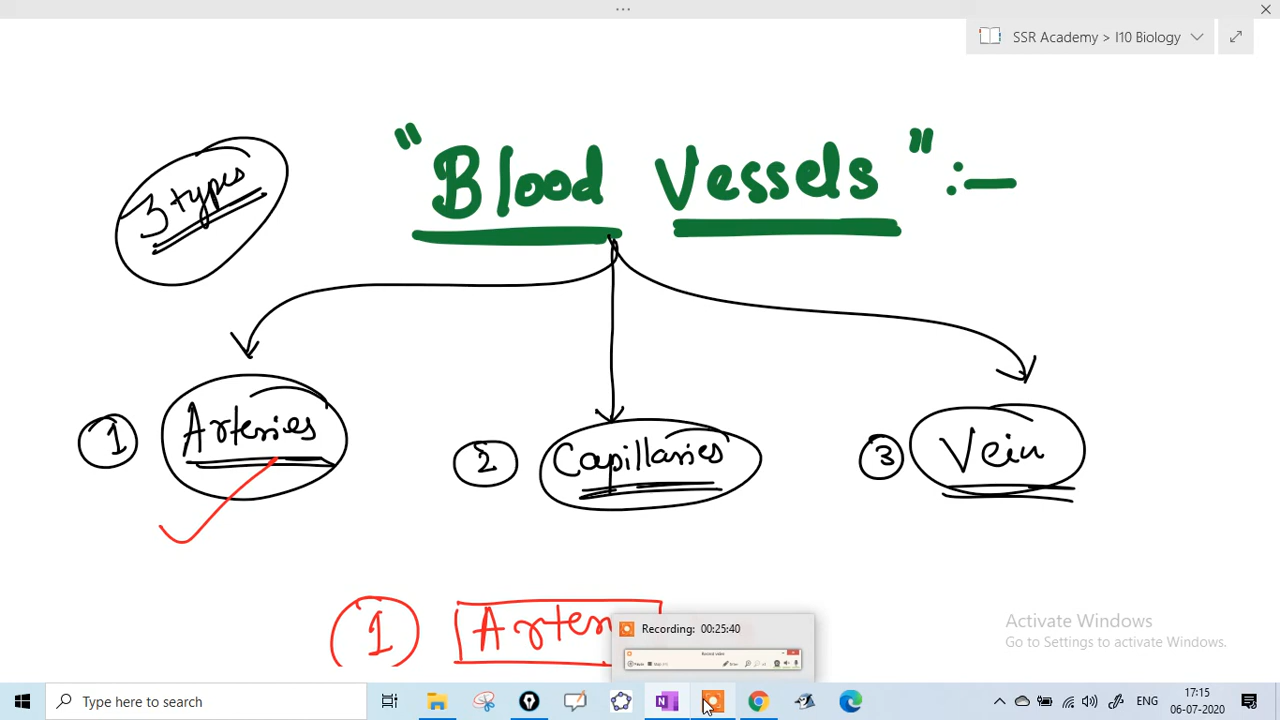 SSR Academy > I10 Biology
3 types
"Blood Vessels" :-
1 Arteries
2 Capillaries
3 Vein
1
Recording: 00:25:40
Activate Windows
Go to Settings to activate Windows.
Type here to search
ENG
17:15
06-07-2020